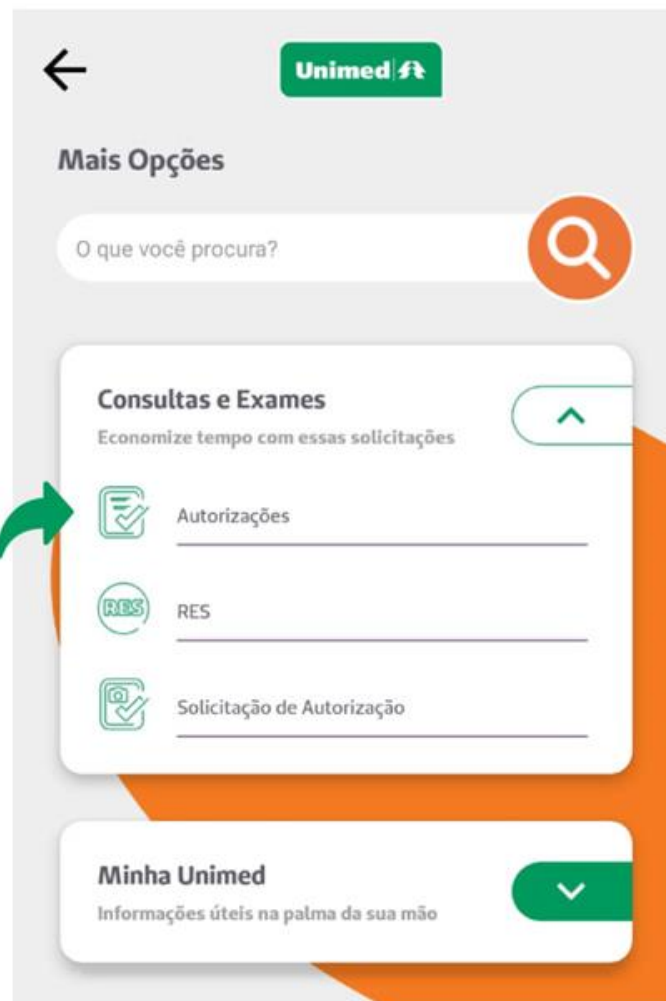 Unimed
Mais Opções
O que você procura?
Consultas e Exames
Economize tempo com essas solicitações
Autorizações
RES
RES
Solicitação de Autorização
Minha Unimed
Informações úteis na palma da sua mão